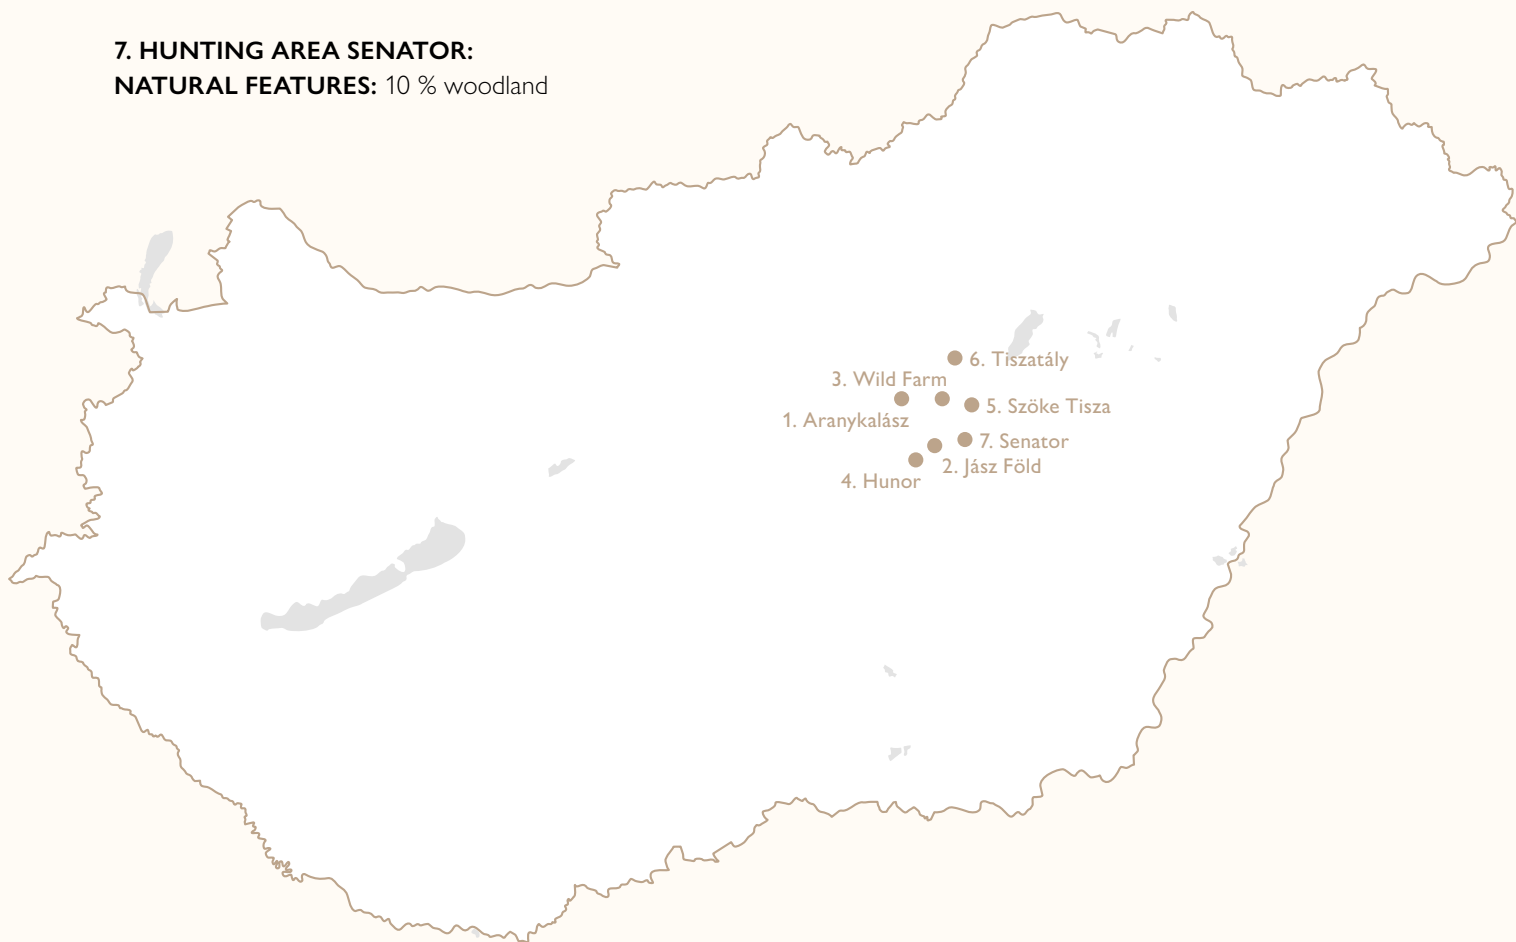 7. HUNTING AREA SENATOR:
NATURAL FEATURES: 10 % woodland
6. Tiszatály
3. Wild Farm
5. Szöke Tisza
1. Aranykalász
7. Senator
2. Jász Föld
4. Hunor